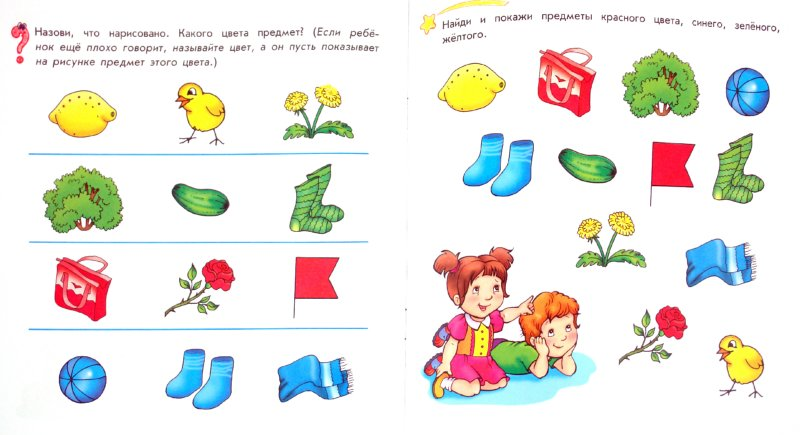 Назови, что нарисовано. Какого цвета предмет? (Если ребё-
нок ещё плохо говорит, называйте цвет, а он пусть показывает
на рисунке предмет этого цвета.)
Найди и покажи предметы красного цвета, синего, зелёного,
жёлтого.